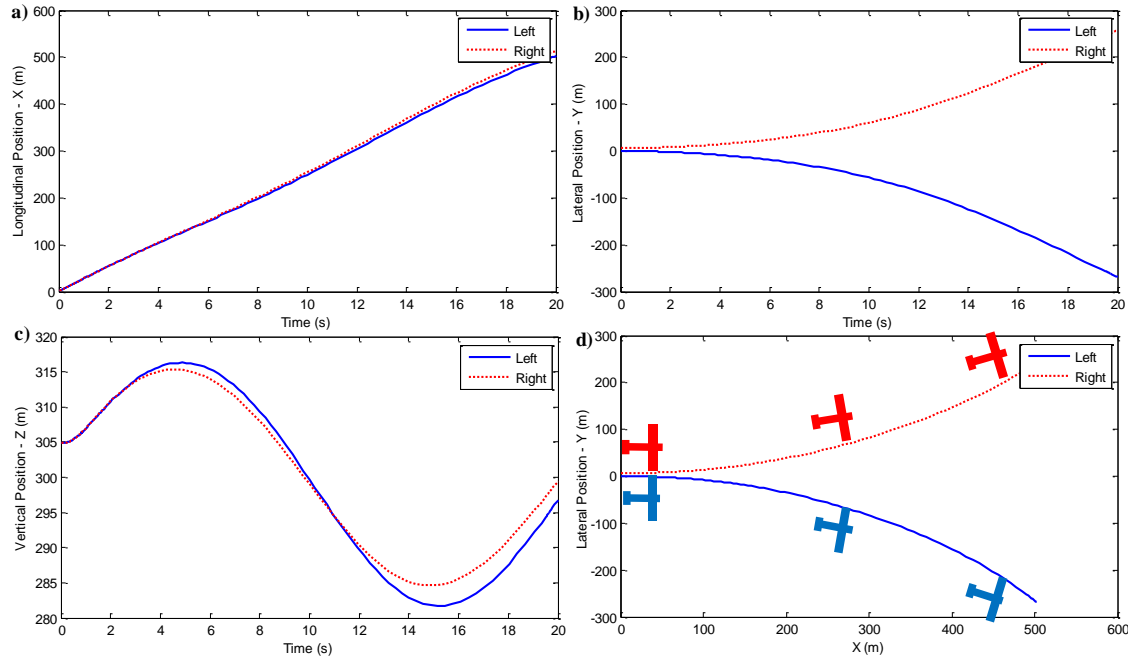 a)
600
500
400
300
200
100
0
Longitudinal Position - X (m)
0 2 4 6 8 10 12 14 16 18 20
Time (s)
Left
Right
b)
300
200
100
0
-100
-200
-300
Lateral Position - Y (m)
0 2 4 6 8 10 12 14 16 18 20
Time (s)
Left
Right
c)
320
315
310
305
300
295
290
285
280
Vertical Position - Z (m)
0 2 4 6 8 10 12 14 16 18 20
Time (s)
Left
Right
d)
300
200
100
0
-100
-200
-300
Lateral Position - Y (m)
0 100 200 300 400 500 600
X (m)
Left
Right